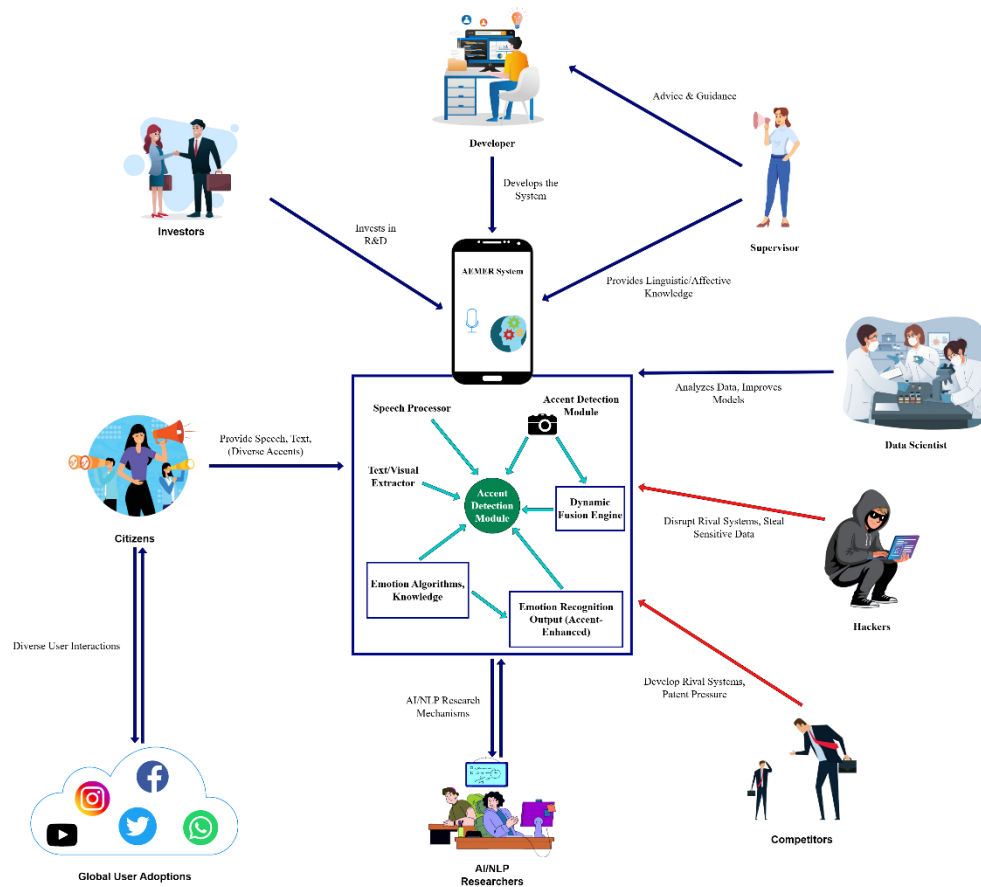 Developer
Advice & Guidance
Investors
Develops the
System
Supervisor
Invests in
R&D
AEMER System
Provides Linguistic/Affective
Knowledge
Analyzes Data, Improves
Models
Data Scientist
Speech Processor
Accent Detection
Module
Provide Speech, Text,
(Diverse Accents)
Text/Visual
Extractor
Accent
Detection
Module
Dynamic
Fusion Engine
Disrupt Rival Systems, Steal
Sensitive Data
Citizens
Emotion Algorithms,
Knowledge
Emotion Recognition
Output (Accent-
Enhanced)
Hackers
Diverse User Interactions
Develop Rival Systems,
Patent Pressure
AI/NLP Research
Mechanisms
Competitors
Global User Adoptions
AI/NLP
Researchers